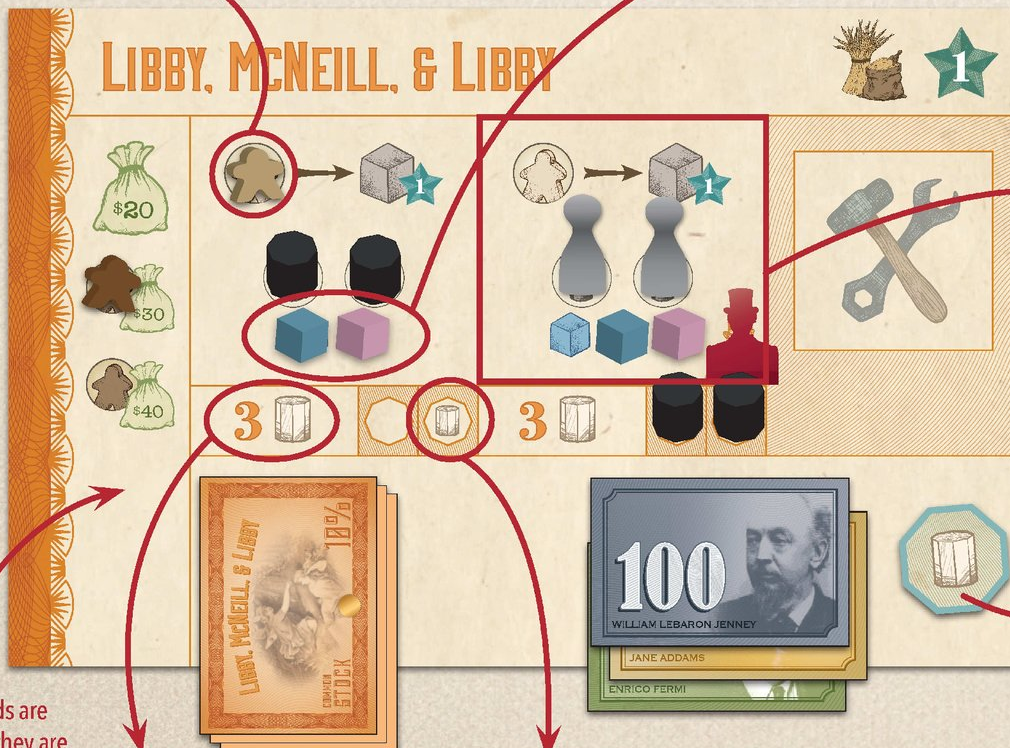 LIBBY, MCNEILL, & LIBBY
1
$20
1
1
$30
$40
3
3
LIBBY, MCNEILL, & LIBBY
10%
COMMON
STOCK
100
WILLIAM LEBARON JENNEY
JANE ADDAMS
ENRICO FERMI
ds are
they are